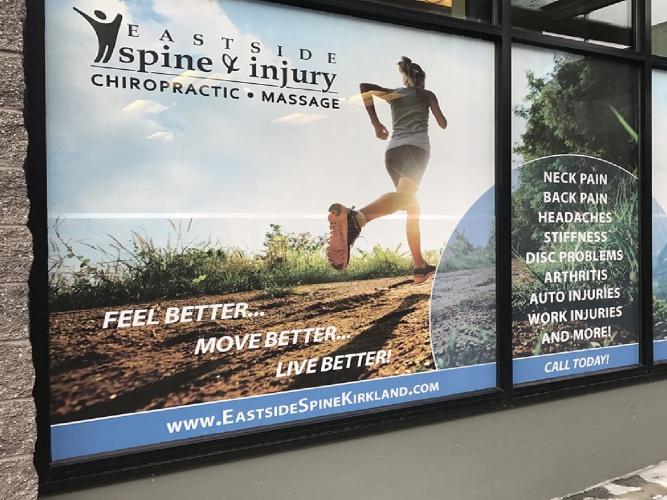 EASTSIDE
spine & injury
CHIROPRACTIC • MASSAGE
FEEL BETTER...
MOVE BETTER...
LIVE BETTER!
WWW.EASTSIDESPINEKIRKLAND.COM
NECK PAIN
BACK PAIN
HEADACHES
STIFFNESS
DISC PROBLEMS
ARTHRITIS
AUTO INJURIES
WORK INJURIES
AND MORE!
CALL TODAY!